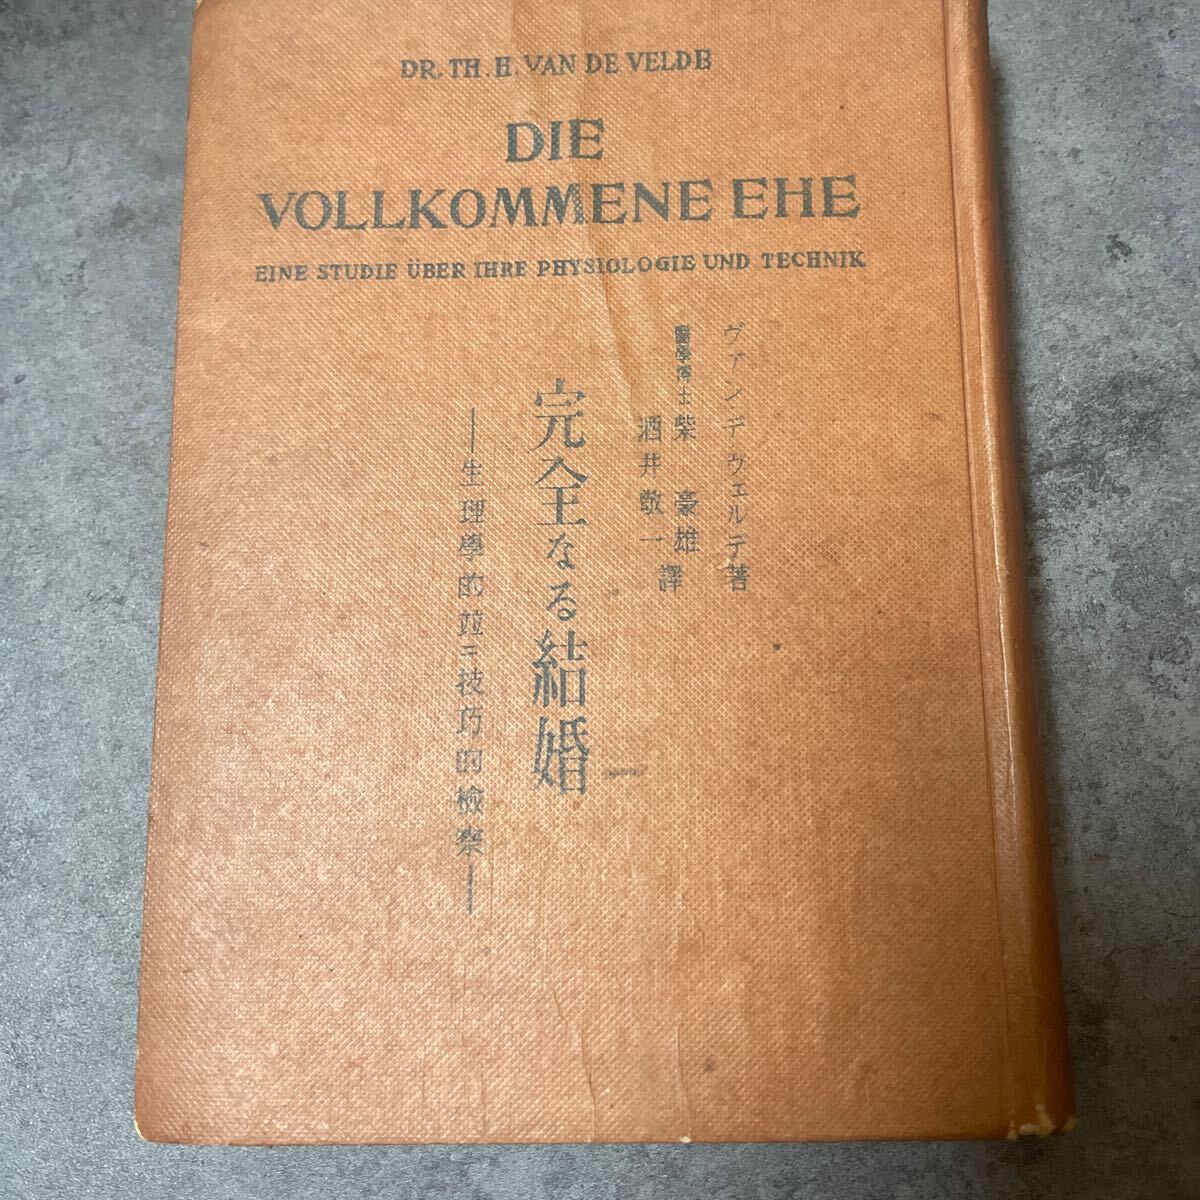 DR. TH. H. VAN DE VELDE
DIE
VOLLKOMMENE EHE
EINE STUDIE ÜBER IHRE PHYSIOLOGIE UND TECHNIK
ヴァンデヴェルデ著
醫學博士 柴豪雄
酒井敬一
譯
完全なる結婚
―生理學的竝ニ技巧的檢察―